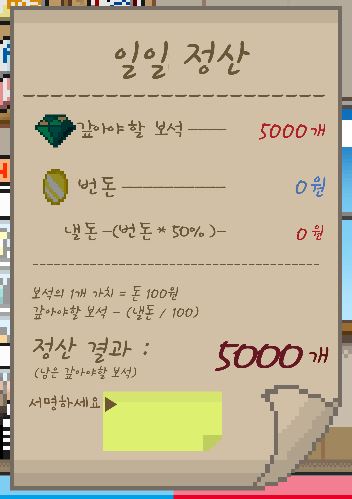 일일 정산
갚아야할 보석 5000개
번돈 0원
낼돈 -(번돈 * 50%)- 0원
보석의 1개 가치 = 돈 100원
갚아야할 보석 - (낼돈 / 100)
정산 결과 : 5000개
(남은 갚아야할 보석)
서명하세요▶